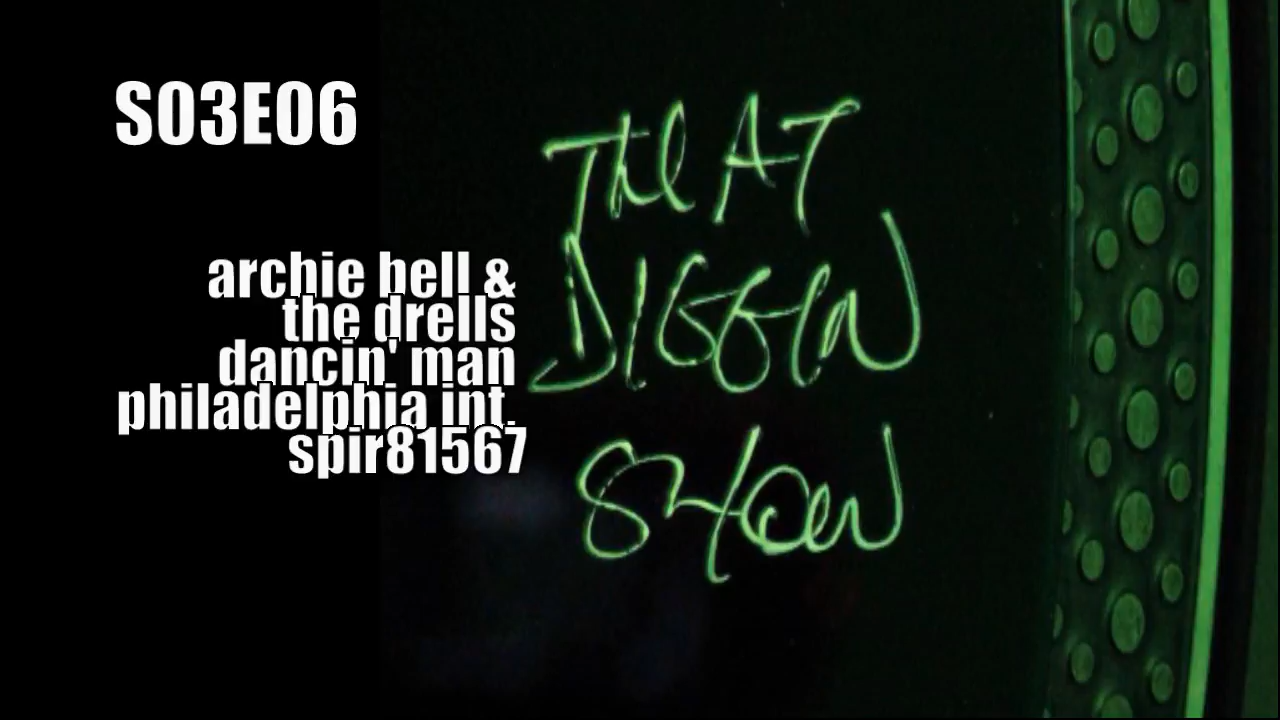 S03E06
archie bell &
the drells
dancin' man
philadelphia int.
spir81567
The AT
DIGGIN
SHOW